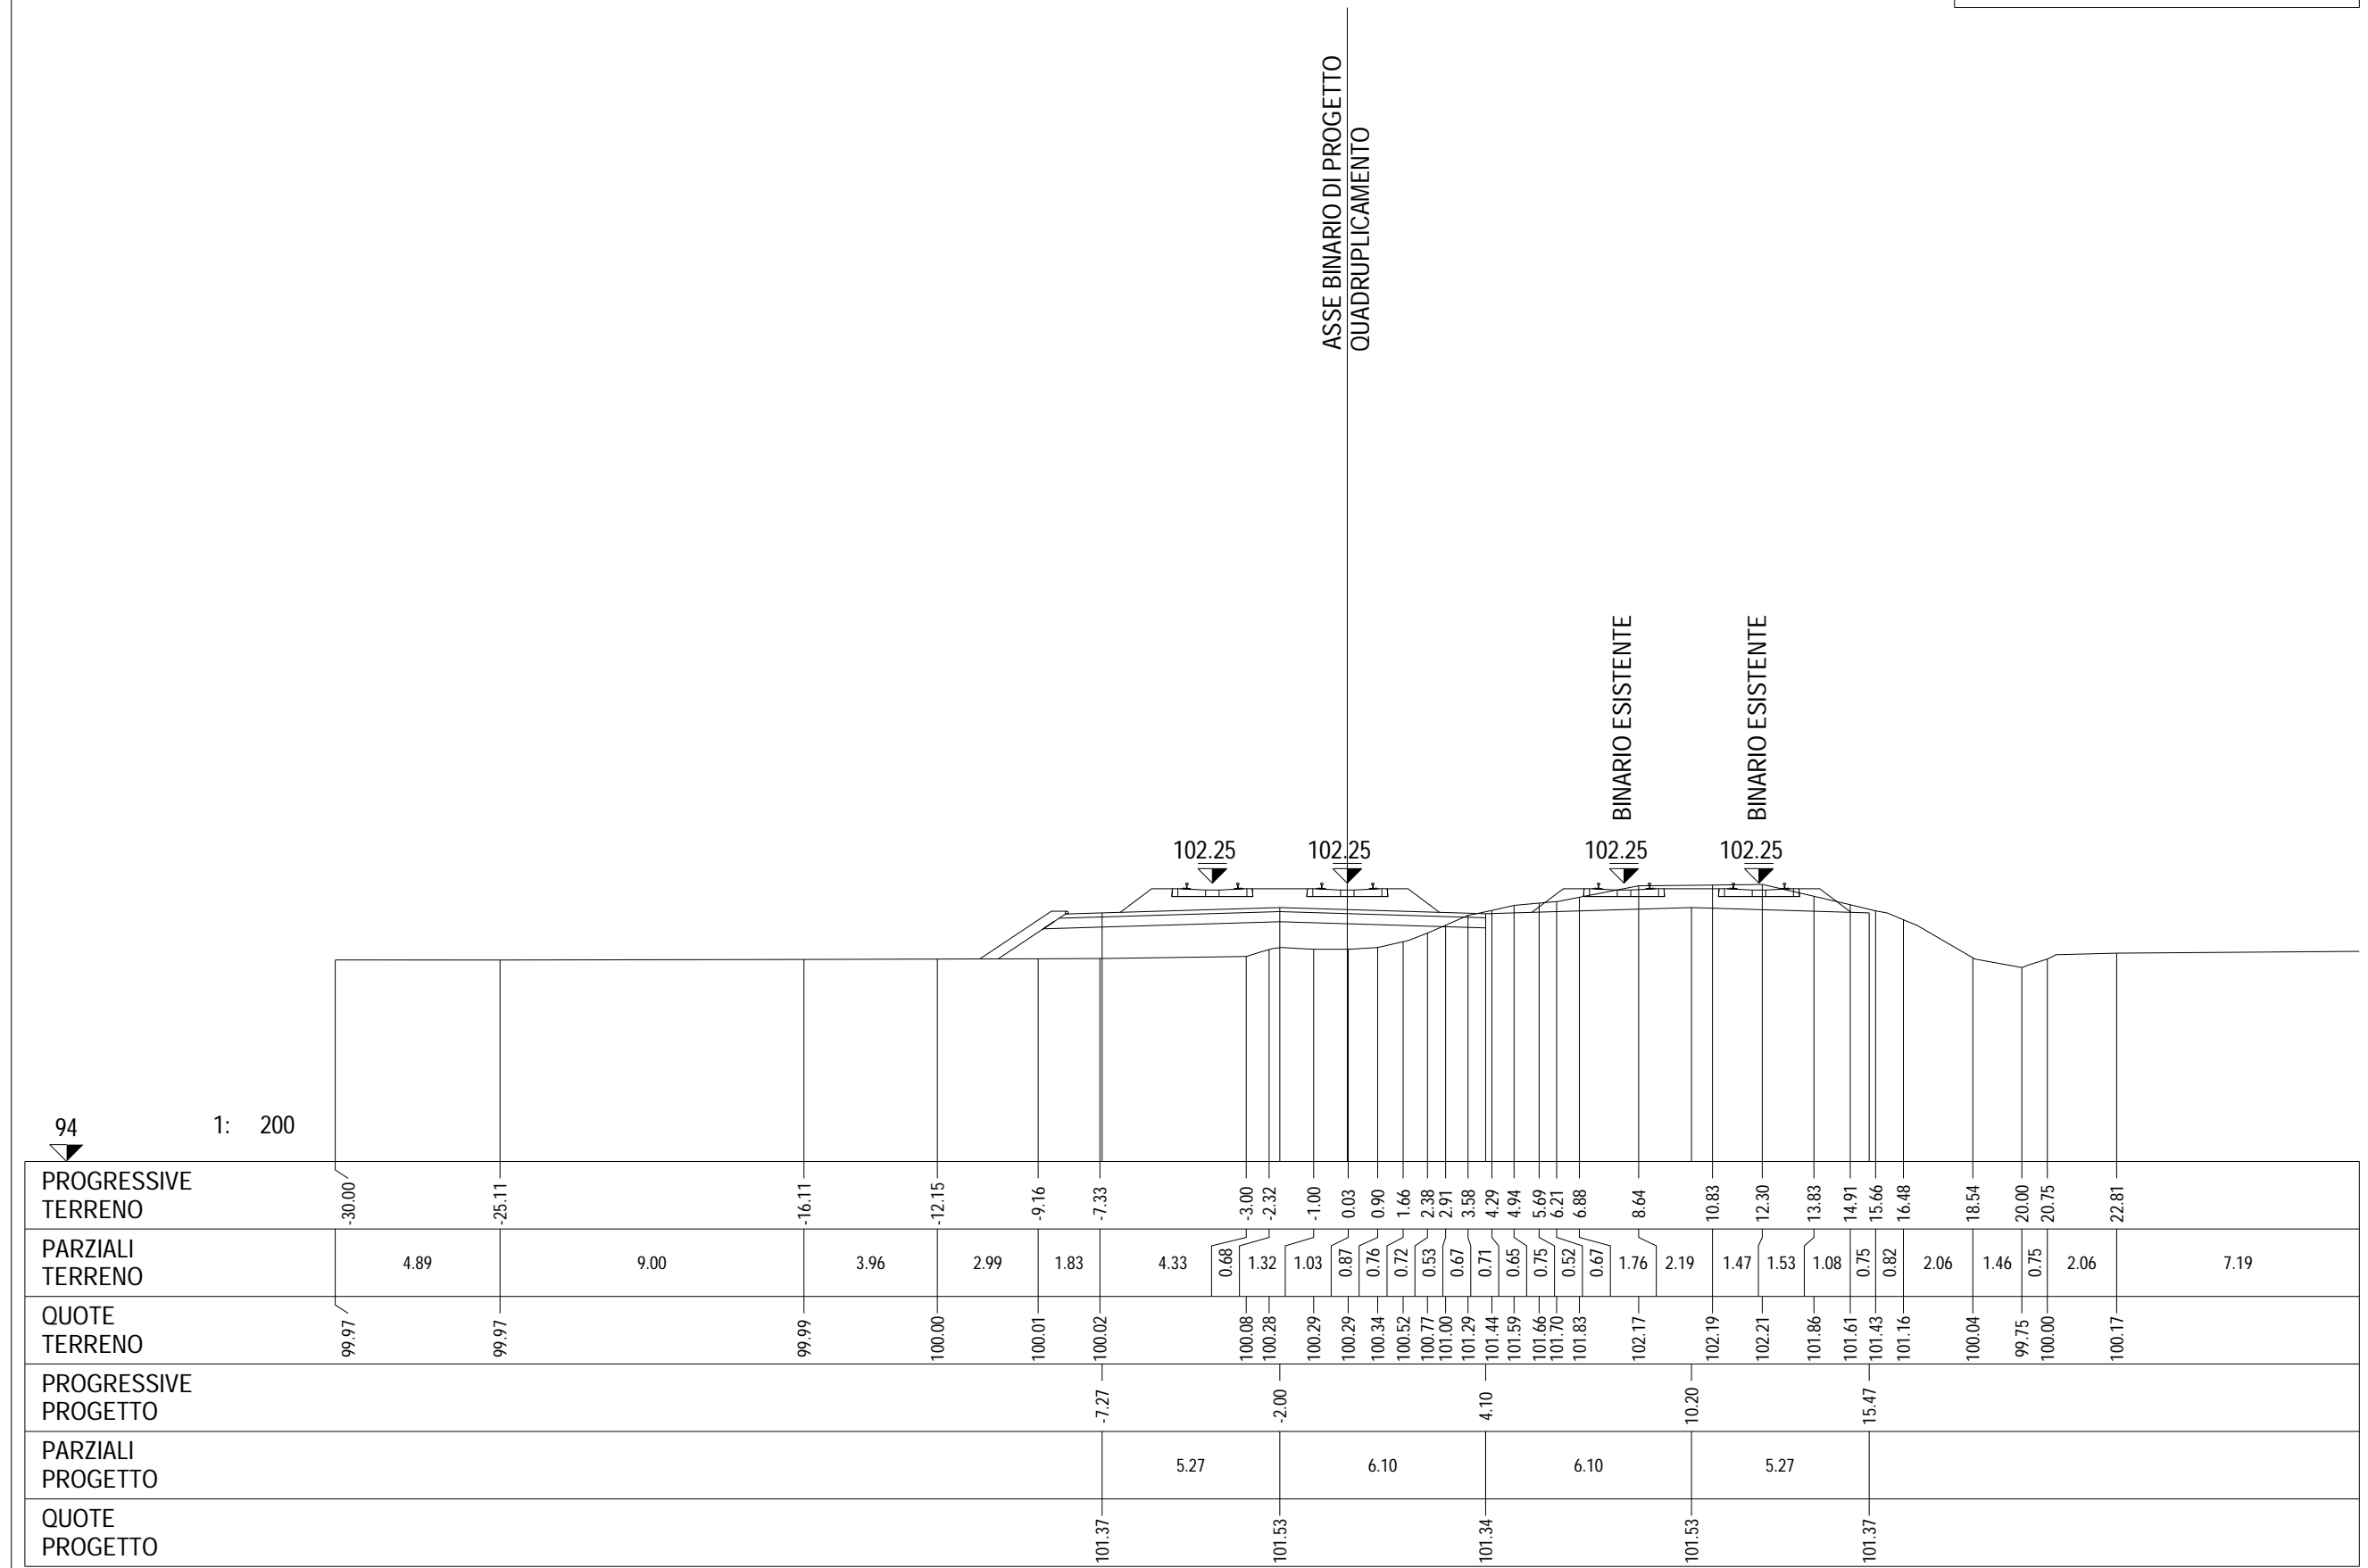 ASSE BINARIO DI PROGETTO
QUADRUPLICAMENTO
BINARIO ESISTENTE
BINARIO ESISTENTE
102.25 102.25 102.25 102.25
94 1: 200
PROGRESSIVE
TERRENO
-30.00 -25.11 -16.11 -12.15 -9.16 -7.33 -3.00 -2.32 -1.00 0.03 0.90 1.66 2.38 2.91 3.58 4.29 4.94 5.69 6.21 6.88 8.64 10.83 12.30 13.83 14.91 15.66 16.48 18.54 20.00 20.75 22.81
PARZIALI
TERRENO
4.89 9.00 3.96 2.99 1.83 4.33 0.68 1.32 1.03 0.87 0.76 0.72 0.53 0.67 0.71 0.65 0.75 0.52 0.67 1.76 2.19 1.47 1.53 1.08 0.75 0.82 2.06 1.46 0.75 2.06 7.19
QUOTE
TERRENO
99.97 99.97 99.99 100.00 100.01 100.02 100.08 100.28 100.29 100.29 100.34 100.52 100.77 101.00 101.29 101.44 101.59 101.66 101.70 101.83 102.17 102.19 102.21 101.86 101.61 101.43 101.16 100.04 99.75 100.00 100.17
PROGRESSIVE
PROGETTO
-7.27 -2.00 4.10 10.20 15.47
PARZIALI
PROGETTO
5.27 6.10 6.10 5.27
QUOTE
PROGETTO
101.37 101.53 101.34 101.53 101.37